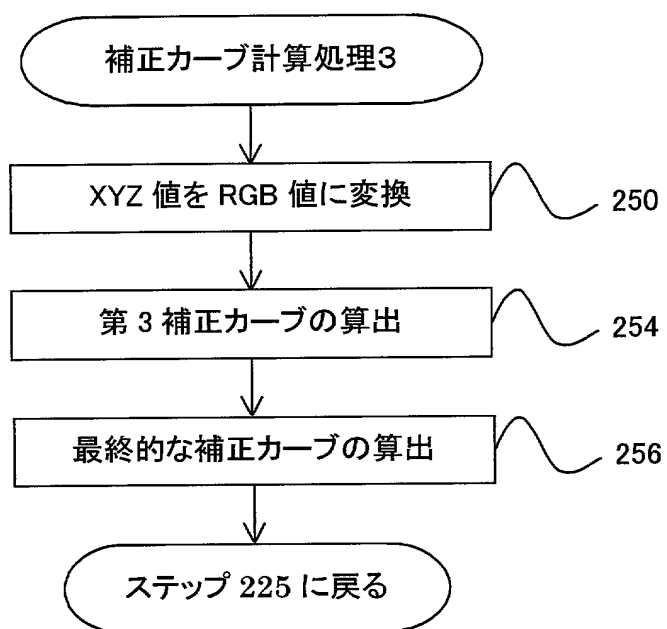 補正カーブ計算処理3
XYZ 値を RGB 値に変換
250
第 3 補正カーブの算出
254
最終的な補正カーブの算出
256
ステップ 225 に戻る